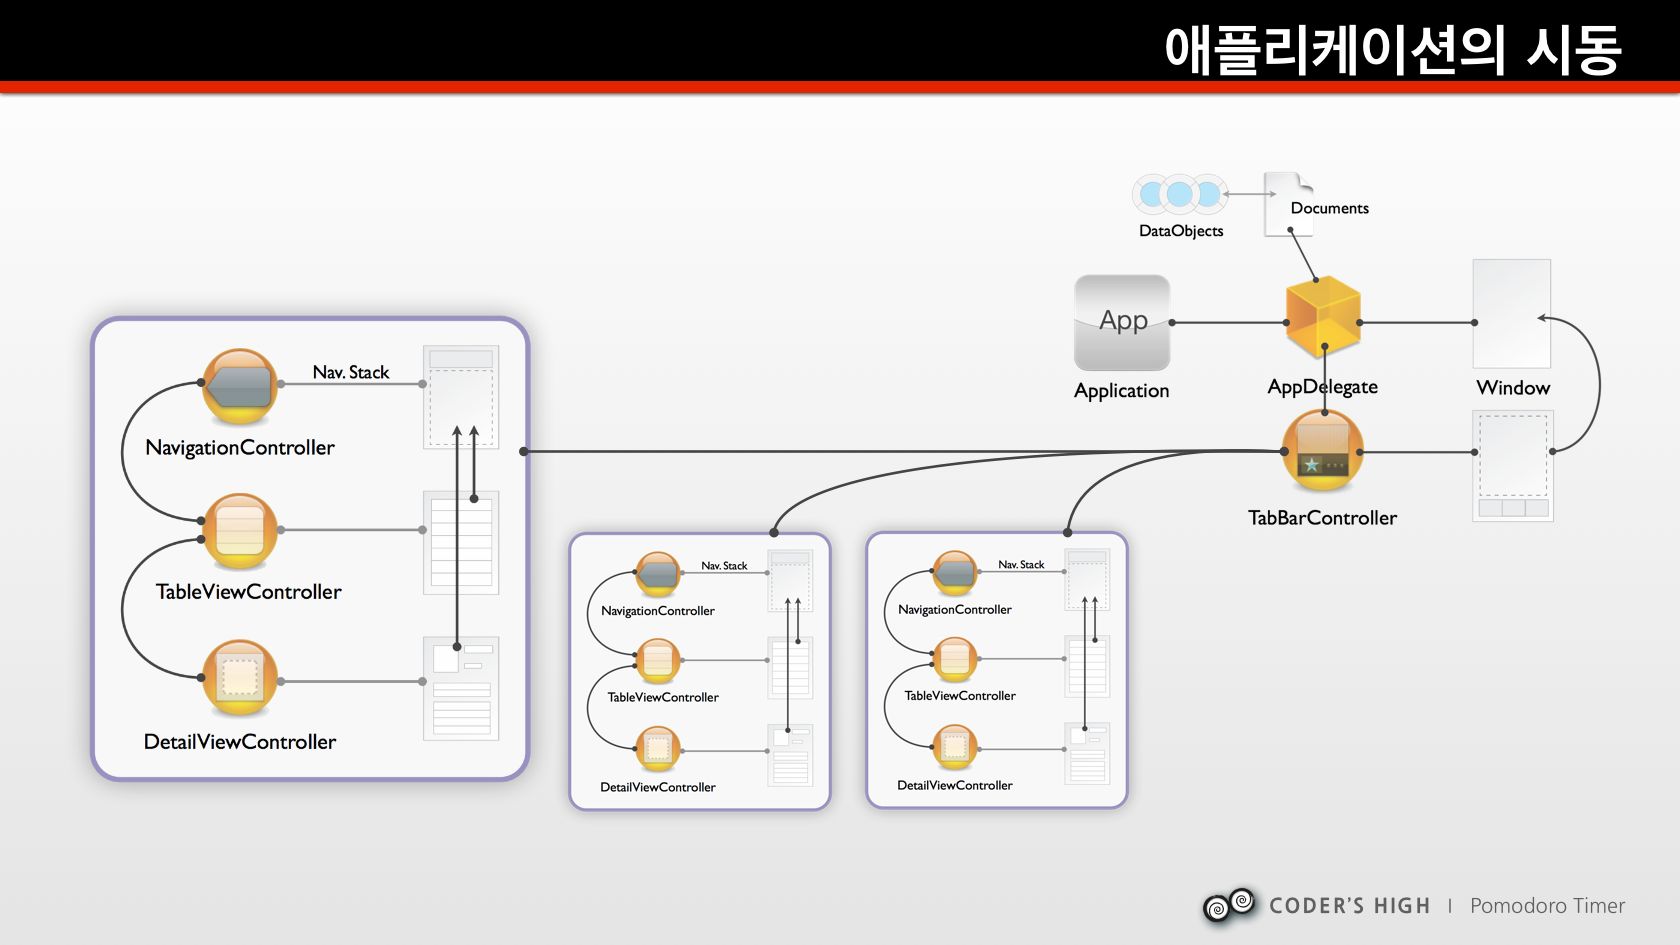 애플리케이션의 시동
DataObjects
Documents
App
Application
AppDelegate
Window
TabBarController
Nav. Stack
NavigationController
TableViewController
DetailViewController
Nav. Stack
NavigationController
TableViewController
DetailViewController
Nav. Stack
NavigationController
TableViewController
DetailViewController
CODER'S HIGH | Pomodoro Timer